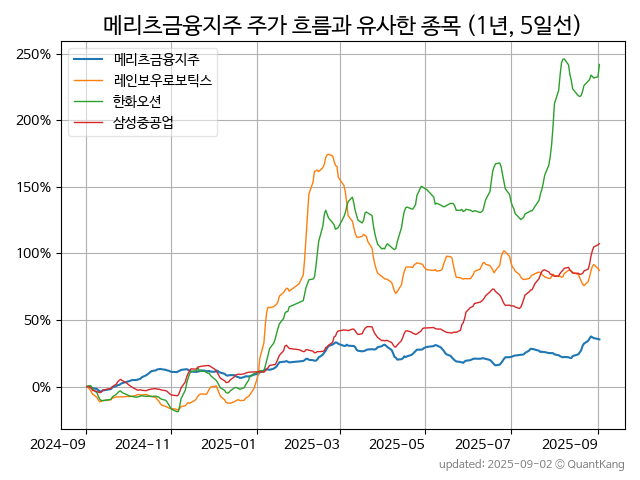 메리츠금융지주 주가 흐름과 유사한 종목 (1년, 5일선)
메리츠금융지주
레인보우로보틱스
한화오션
삼성중공업
250%
200%
150%
100%
50%
0%
2024-09 2024-11 2025-01 2025-03 2025-05 2025-07 2025-09
updated: 2025-09-02 © QuantKang